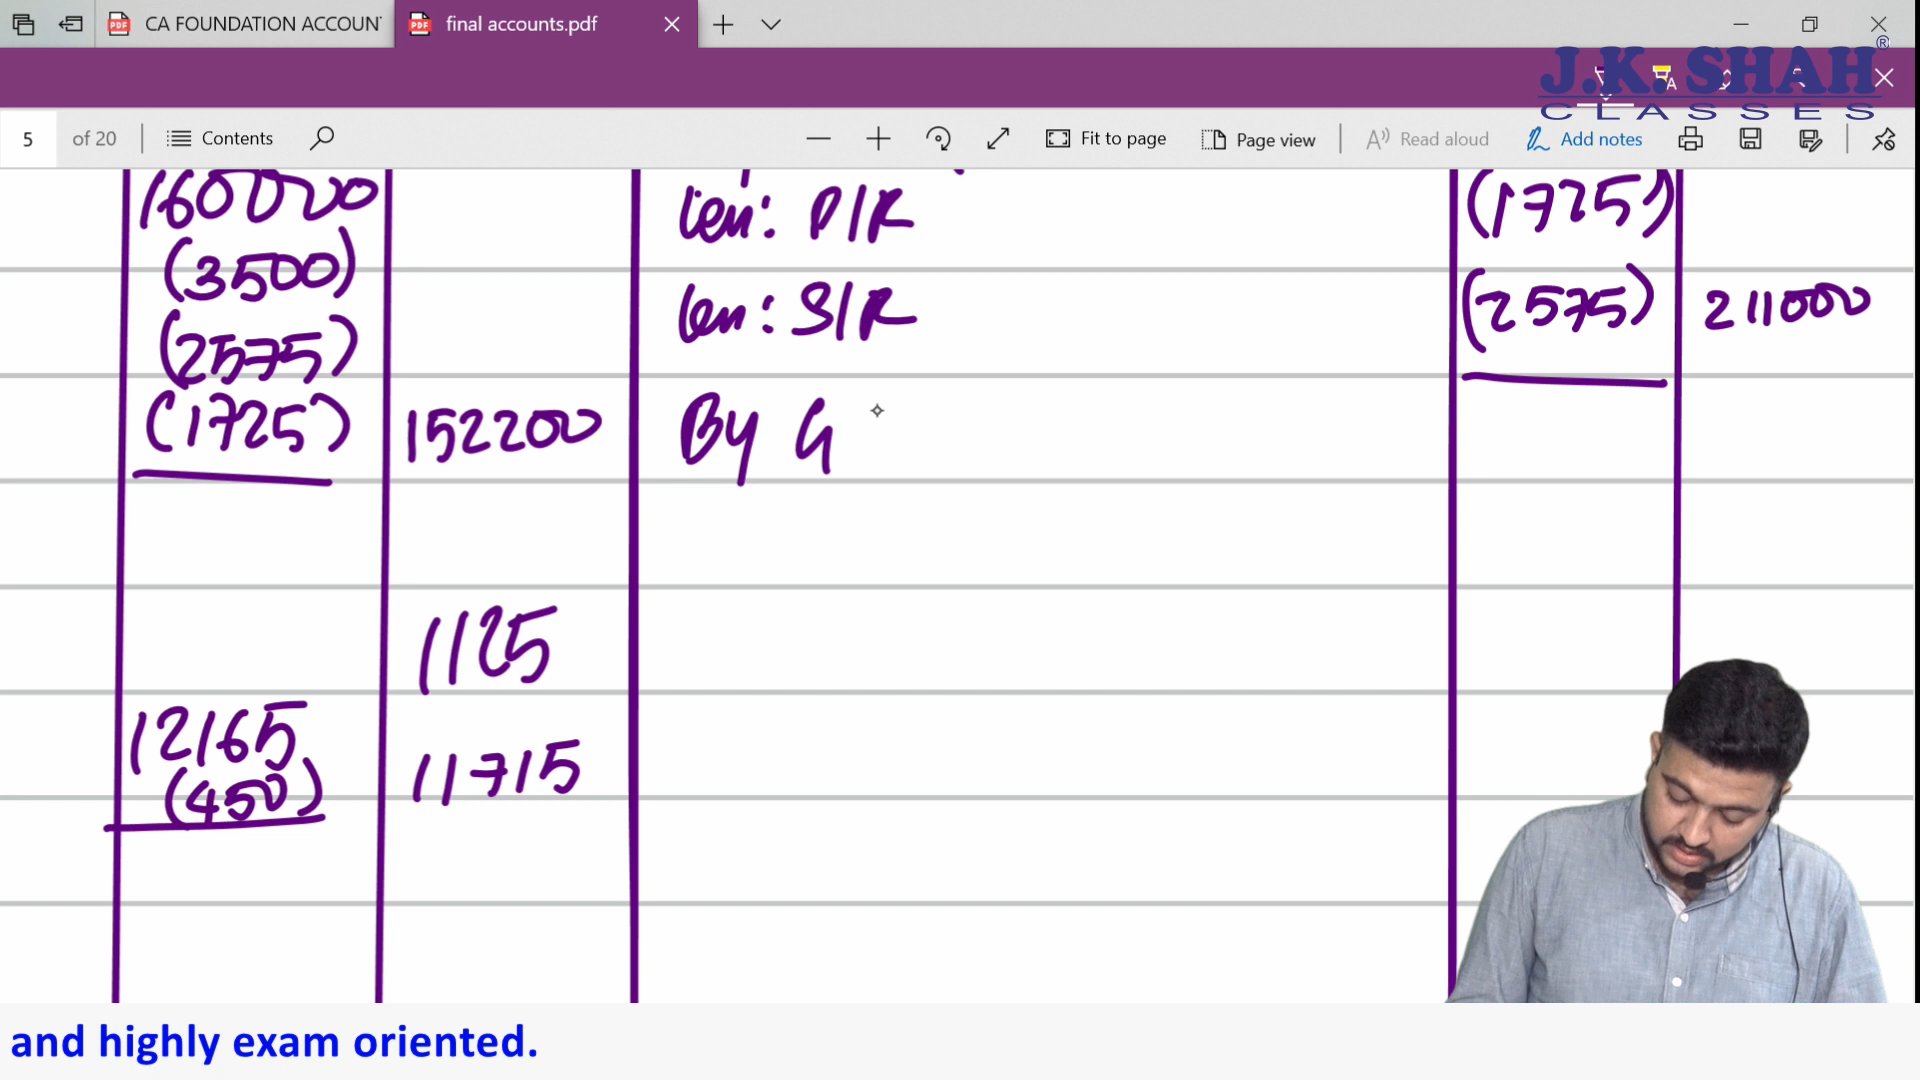 CA FOUNDATION ACCOUN
final accounts.pdf
J.K. SHAH®
CLASSES
5 of 20 Contents Fit to page Page view Read aloud Add notes
160000
(3500)
(2575)
(1725) 152200
1125
12165
(450) 11715
Len: P/R (1725)
Len: S/R (2575) 211000
By G
and highly exam oriented.